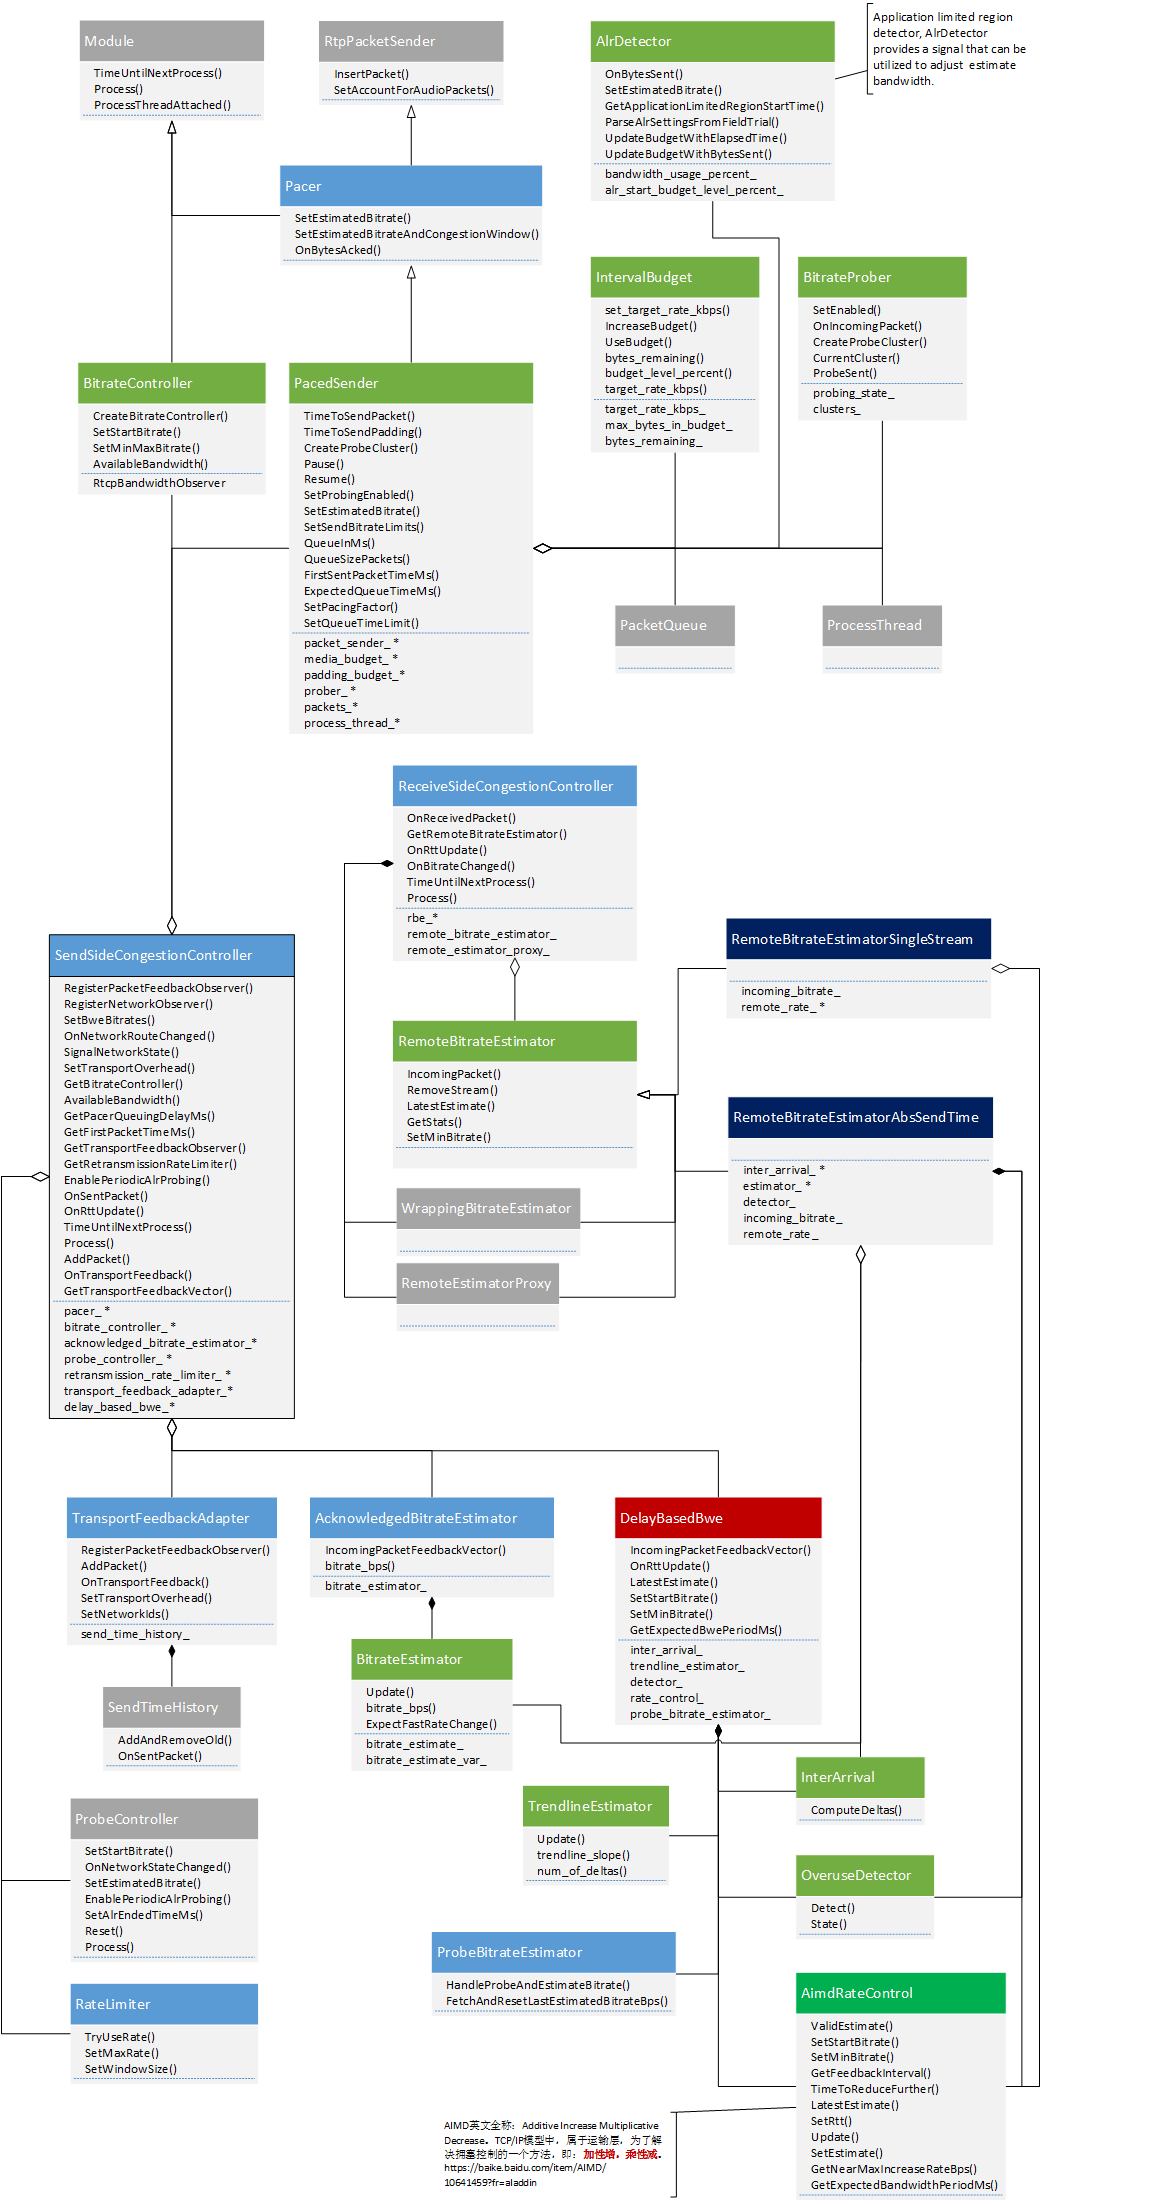 Module
TimeUntilNextProcess()
Process()
ProcessThreadAttached()
RtpPacketSender
InsertPacket()
SetAccountForAudioPackets()
AlrDetector
OnBytesSent()
SetEstimatedBitrate()
GetApplicationLimitedRegionStartTime()
ParseAlrSettingsFromFieldTrial()
UpdateBudgetWithElapsedTime()
UpdateBudgetWithBytesSent()
bandwidth_usage_percent_
alr_start_budget_level_percent_
Application limited region
detector, AlrDetector
provides a signal that can be
utilized to adjust estimate
bandwidth.
Pacer
SetEstimatedBitrate()
SetEstimatedBitrateAndCongestionWindow()
OnBytesAcked()
IntervalBudget
set_target_rate_kbps()
IncreaseBudget()
UseBudget()
bytes_remaining()
budget_level_percent()
target_rate_kbps()
target_rate_kbps_
max_bytes_in_budget_
bytes_remaining_
BitrateProber
SetEnabled()
OnIncomingPacket()
CreateProbeCluster()
CurrentCluster()
ProbeSent()
probing_state_
clusters_
BitrateController
CreateBitrateController()
SetStartBitrate()
SetMinMaxBitrate()
AvailableBandwidth()
RtcpBandwidthObserver
PacedSender
TimeToSendPacket()
TimeToSendPadding()
CreateProbeCluster()
Pause()
Resume()
SetProbingEnabled()
SetEstimatedBitrate()
SetSendBitrateLimits()
QueueInMs()
QueueSizePackets()
FirstSentPacketTimeMs()
ExpectedQueueTimeMs()
SetPacingFactor()
SetQueueTimeLimit()
packet_sender_ *
media_budget_ *
padding_budget_*
prober_ *
packets_*
process_thread_*
PacketQueue
ProcessThread
ReceiveSideCongestionController
OnReceivedPacket()
GetRemoteBitrateEstimator()
OnRttUpdate()
OnBitrateChanged()
TimeUntilNextProcess()
Process()
rbe_*
remote_bitrate_estimator_
remote_estimator_proxy_
RemoteBitrateEstimatorSingleStream
incoming_bitrate_
remote_rate_ *
SendSideCongestionController
RegisterPacketFeedbackObserver()
RegisterNetworkObserver()
SetBweBitrates()
OnNetworkRouteChanged()
SignalNetworkState()
SetTransportOverhead()
GetBitrateController()
AvailableBandwidth()
GetPacerQueuingDelayMs()
GetFirstPacketTimeMs()
GetTransportFeedbackObserver()
GetRetransmissionRateLimiter()
EnablePeriodicAlrProbing()
OnSentPacket()
OnRttUpdate()
TimeUntilNextProcess()
Process()
AddPacket()
OnTransportFeedback()
GetTransportFeedbackVector()
pacer_ *
bitrate_controller_ *
acknowledged_bitrate_estimator_*
probe_controller_ *
retransmission_rate_limiter_ *
transport_feedback_adapter_*
delay_based_bwe_*
RemoteBitrateEstimator
IncomingPacket()
RemoveStream()
LatestEstimate()
GetStats()
SetMinBitrate()
RemoteBitrateEstimatorAbsSendTime
inter_arrival_ *
estimator_ *
detector_
incoming_bitrate_
remote_rate_
WrappingBitrateEstimator
RemoteEstimatorProxy
TransportFeedbackAdapter
RegisterPacketFeedbackObserver()
AddPacket()
OnTransportFeedback()
SetTransportOverhead()
SetNetworkIds()
send_time_history_
AcknowledgedBitrateEstimator
IncomingPacketFeedbackVector()
bitrate_bps()
bitrate_estimator_
DelayBasedBwe
IncomingPacketFeedbackVector()
OnRttUpdate()
LatestEstimate()
SetStartBitrate()
SetMinBitrate()
GetExpectedBwePeriodMs()
inter_arrival_
trendline_estimator_
detector_
rate_control_
probe_bitrate_estimator_
BitrateEstimator
Update()
bitrate_bps()
ExpectFastRateChange()
bitrate_estimate_
bitrate_estimate_var_
SendTimeHistory
AddAndRemoveOld()
OnSentPacket()
InterArrival
ComputeDeltas()
TrendlineEstimator
Update()
trendline_slope()
num_of_deltas()
ProbeController
SetStartBitrate()
OnNetworkStateChanged()
SetEstimatedBitrate()
EnablePeriodicAlrProbing()
SetAlrEndedTimeMs()
Reset()
Process()
OveruseDetector
Detect()
State()
ProbeBitrateEstimator
HandleProbeAndEstimateBitrate()
FetchAndResetLastEstimatedBitrateBps()
RateLimiter
TryUseRate()
SetMaxRate()
SetWindowSize()
AimdRateControl
ValidEstimate()
SetStartBitrate()
SetMinBitrate()
GetFeedbackInterval()
TimeToReduceFurther()
LatestEstimate()
SetRtt()
Update()
SetEstimate()
GetNearMaxIncreaseRateBps()
GetExpectedBandwidthPeriodMs()
AIMD英文全称：Additive Increase Multiplicative
Decrease。TCP/IP模型中，属于运输层，为了解
决拥塞控制的一个方法，即：加性增，乘性减。
https://baike.baidu.com/item/AIMD/
10641459?fr=aladdin